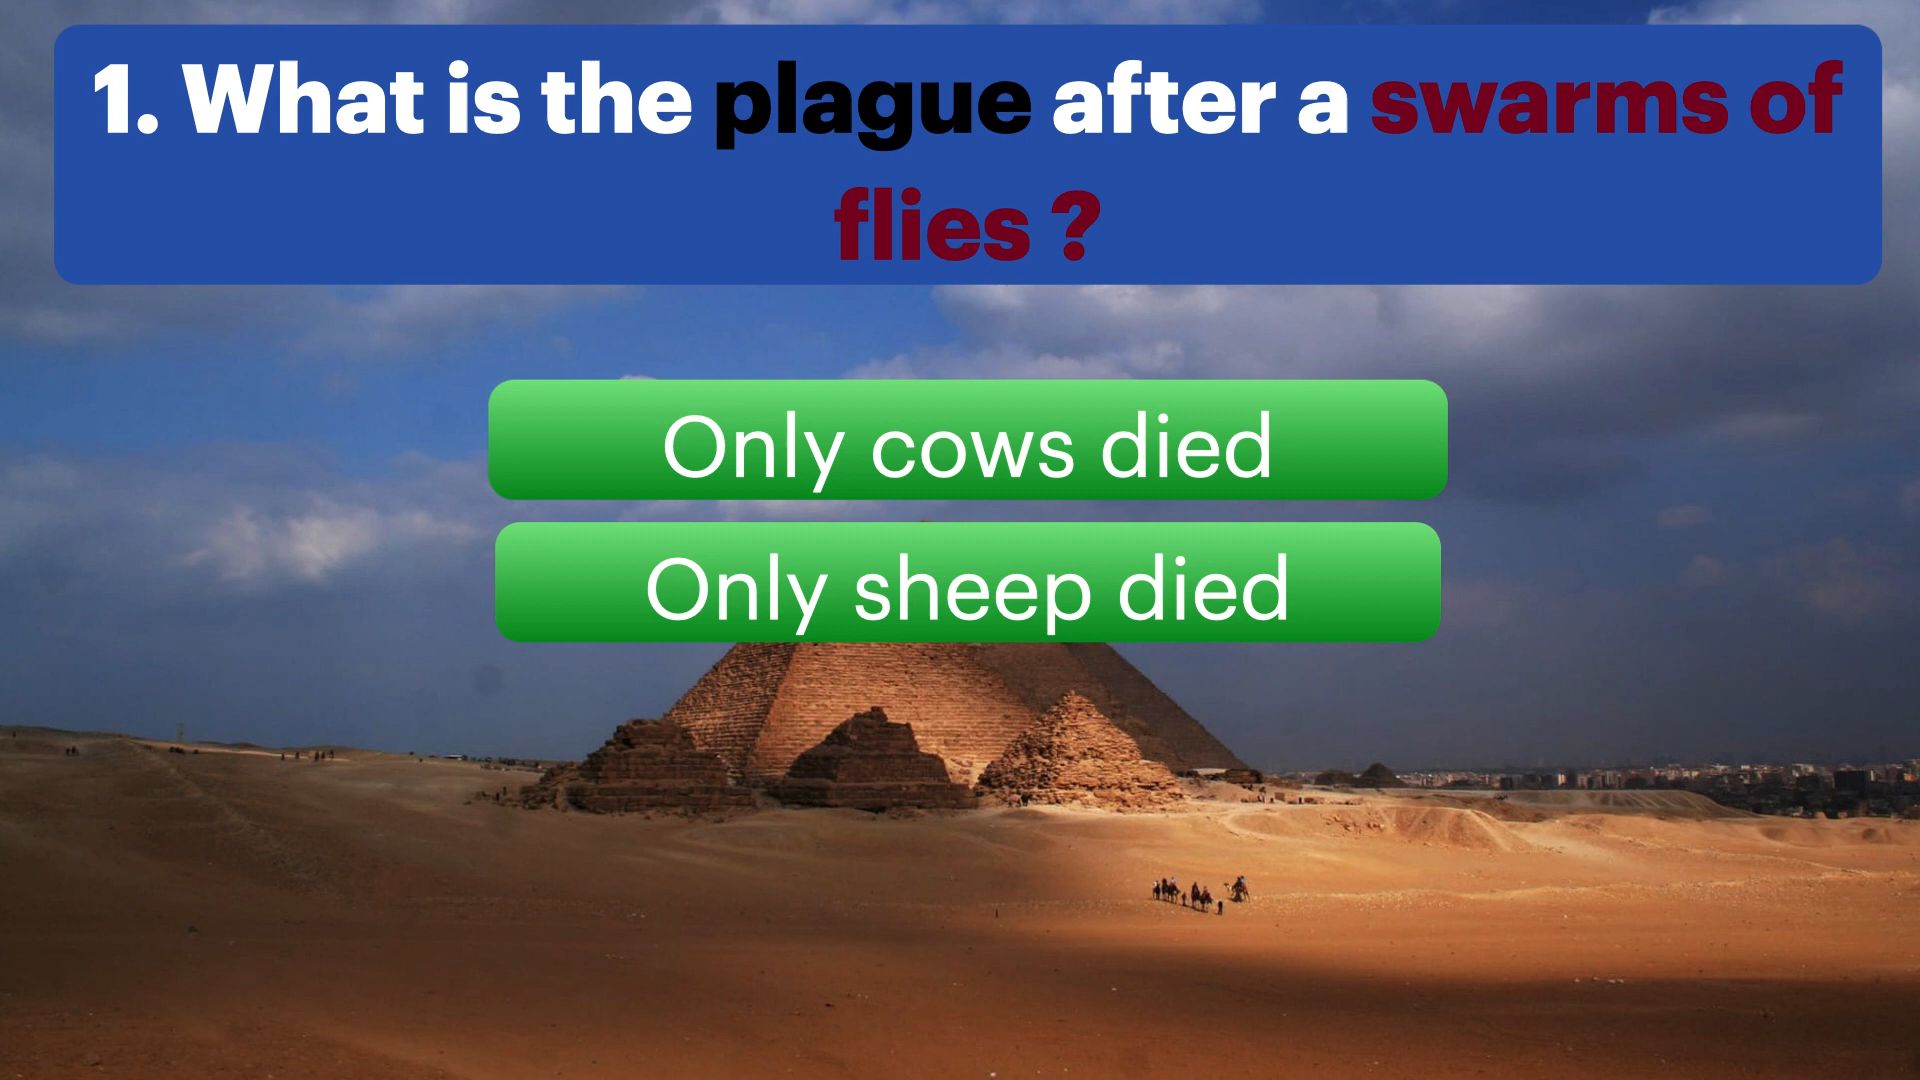 1. What is the plague after a swarms of
flies ?
Only cows died
Only sheep died